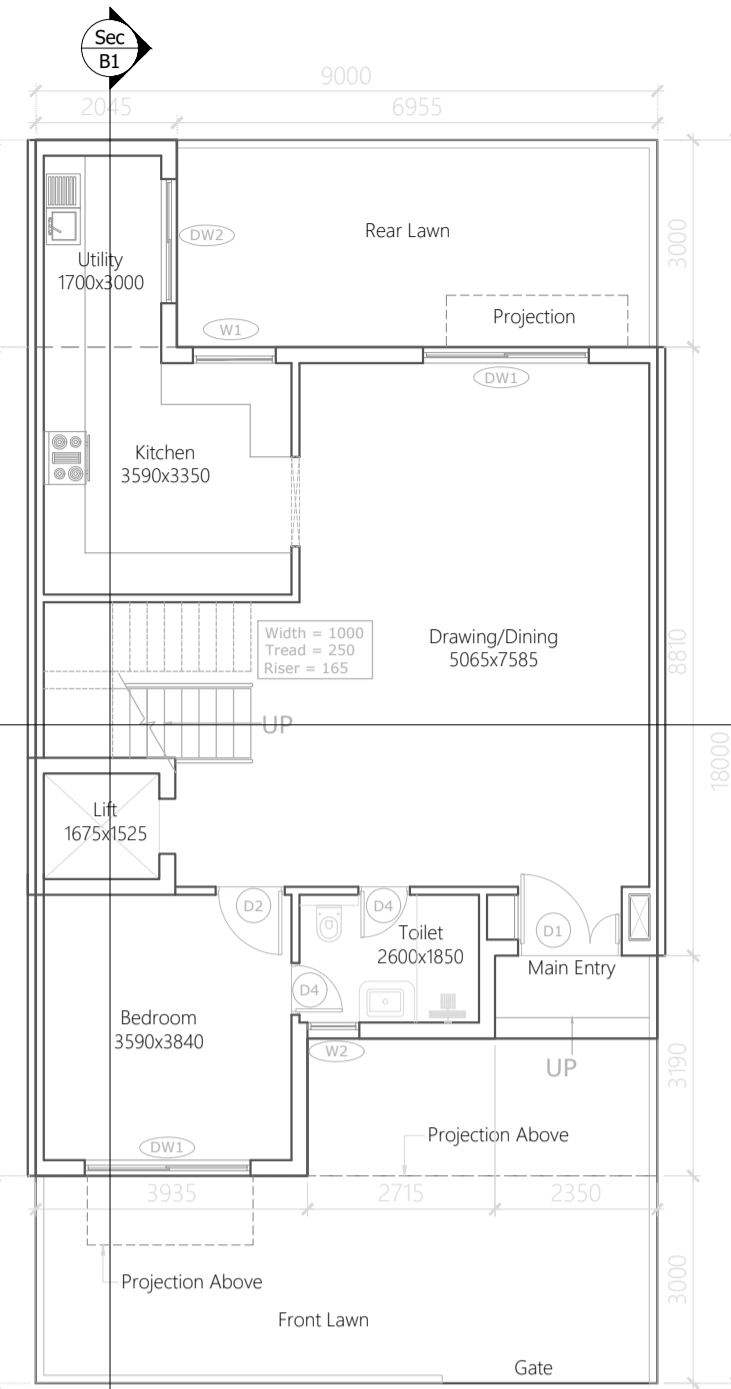 Sec
B1
9000
2045
6955
Rear Lawn
3000
DW2
Utility
1700x3000
Projection
W1
DW1
Kitchen
3590x3350
Width = 1000
Tread = 250
Riser = 165
Drawing/Dining
5065x7585
8810
UP
18000
Lift
1675x1525
D2
D4
Toilet
2600x1850
D1
Main Entry
D4
Bedroom
3590x3840
W2
UP
3190
DW1
Projection Above
3935
2715
2350
Projection Above
3000
Front Lawn
Gate